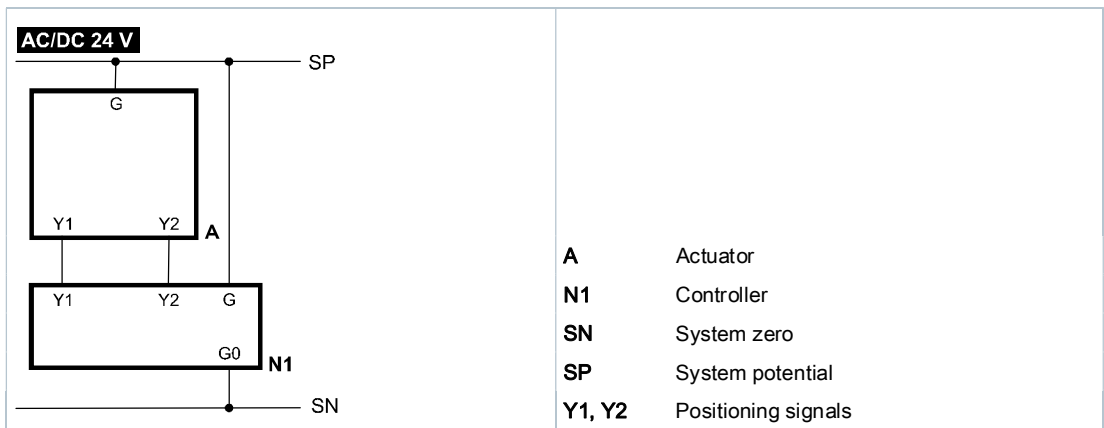 AC/DC 24 V
SP
G
Y1 Y2
A
Y1 Y2 G
G0
N1
SN
A Actuator
N1 Controller
SN System zero
SP System potential
Y1, Y2 Positioning signals